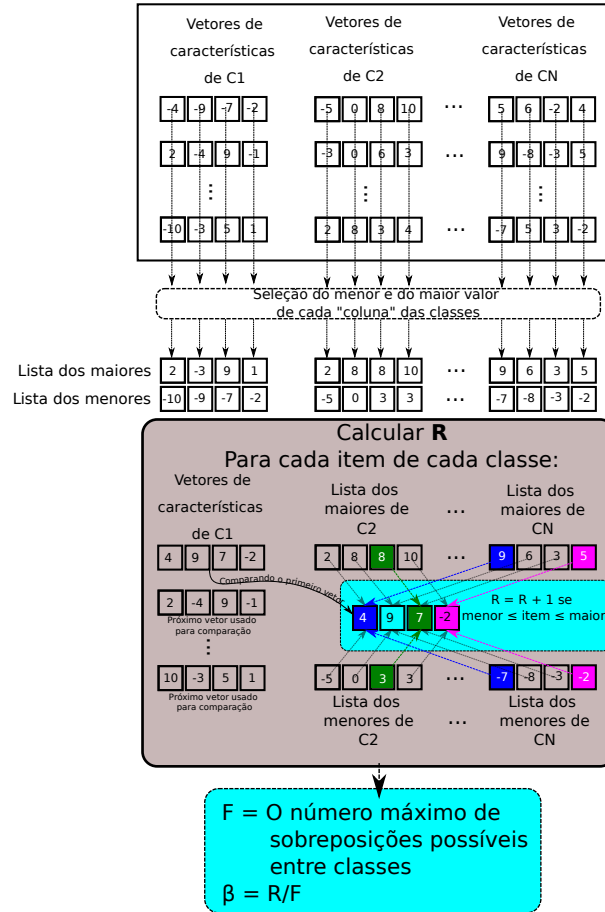 Vetores de
características
de C1
Vetores de
características
de C2
Vetores de
características
de CN
-4 -9 -7 -2 -5 0 8 10 ... 5 6 -2 4
2 -4 9 -1 -3 0 6 3 ... 9 -8 -3 5
... ... ...
-10 -3 5 1 2 8 3 4 ... -7 5 3 -2
Seleção do menor e do maior valor
de cada "coluna" das classes
Lista dos maiores 2 -3 9 1 2 8 8 10 ... 9 6 3 5
Lista dos menores -10 -9 -7 -2 -5 0 3 3 ... -7 -8 -3 -2
Calcular R
Para cada item de cada classe:
Vetores de
características
de C1
Lista dos
maiores de
C2
...
Lista dos
maiores de
CN
4 9 7 -2 2 8 8 10 9 6 3 5
Comparando o primeiro vetor
R = R + 1 se
menor ≤ item ≤ maior
2 -4 9 -1
Próximo vetor usado
para comparação
4 9 7 -2
...
10 -3 5 1
Próximo vetor usado
para comparação
-5 0 3 3 -7 -8 -3 -2
Lista dos
menores de
C2
...
Lista dos
menores de
CN
F = O número máximo de
sobreposições possíveis
entre classes
β = R/F